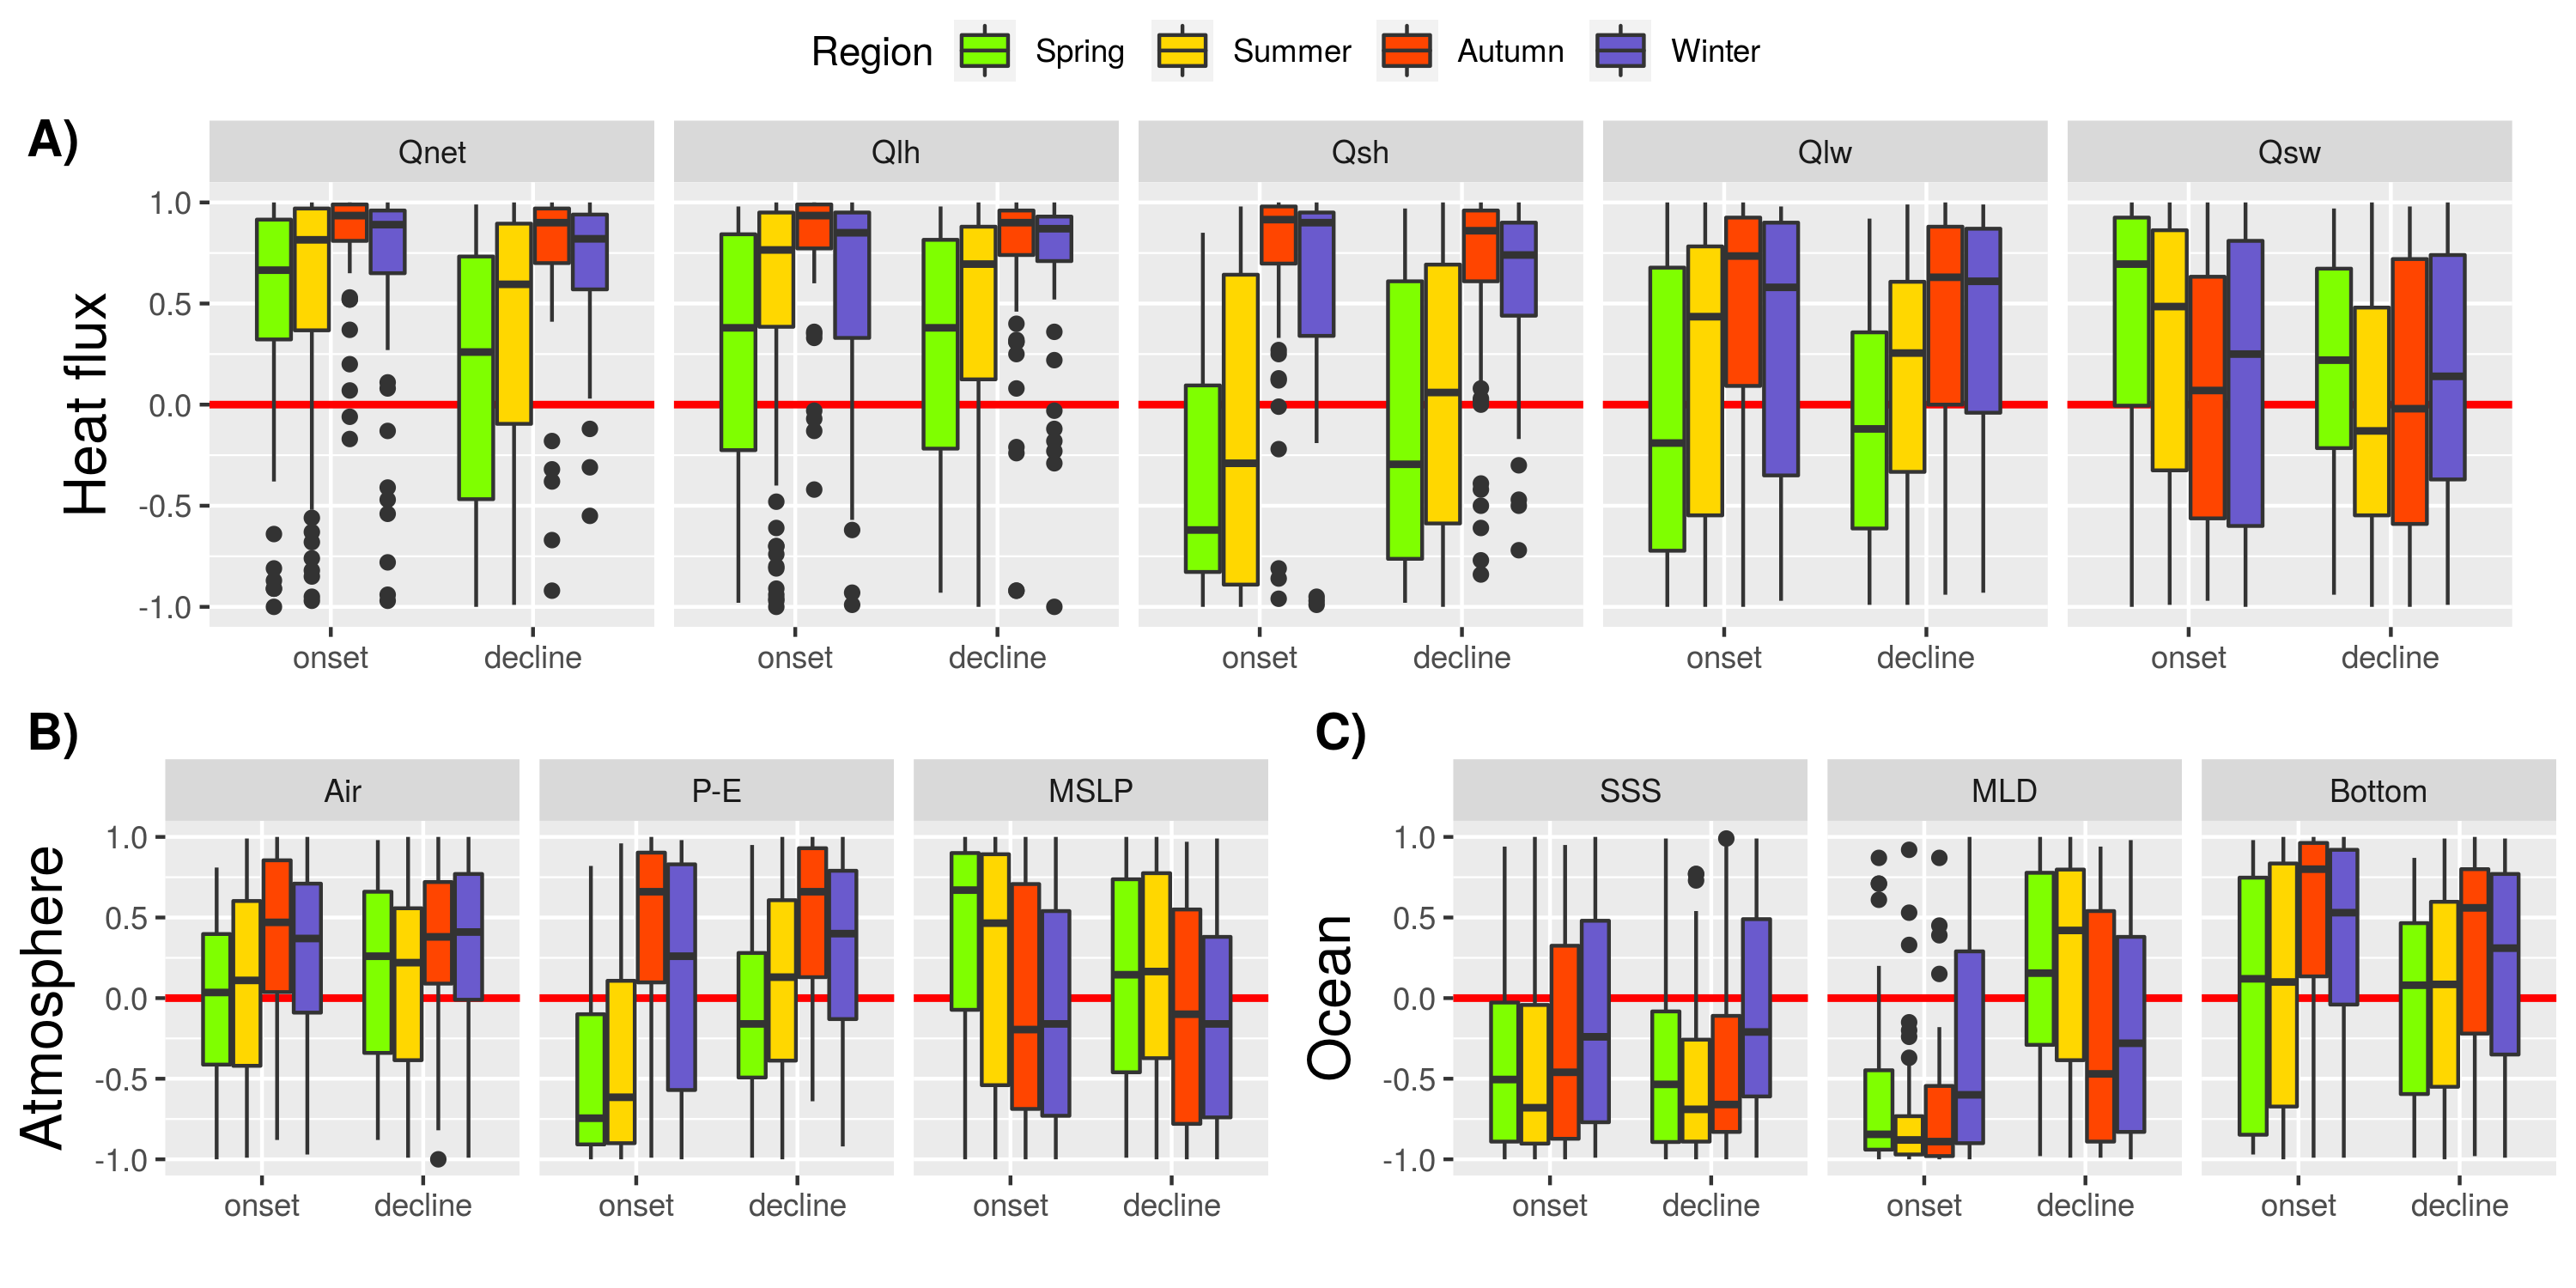 Region Spring Summer Autumn Winter
A)
Qnet Qlh Qsh Qlw Qsw
Heat flux
1.0
0.5
0.0
-0.5
-1.0
onset decline onset decline onset decline onset decline onset decline
B)
Air P-E MSLP
Atmosphere
1.0
0.5
0.0
-0.5
-1.0
onset decline onset decline onset decline
C)
SSS MLD Bottom
Ocean
1.0
0.5
0.0
-0.5
-1.0
onset decline onset decline onset decline